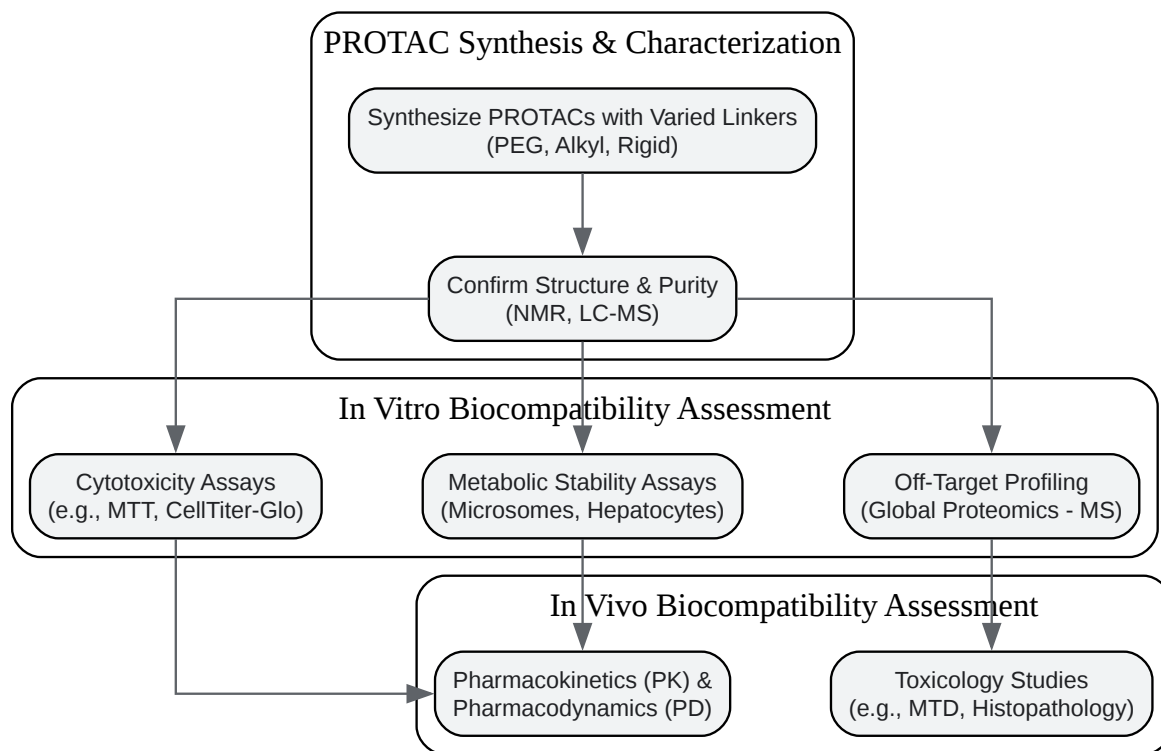 PROTAC Synthesis & Characterization
Synthesize PROTACs with Varied Linkers
(PEG, Alkyl, Rigid)
Confirm Structure & Purity
(NMR, LC-MS)
In Vitro Biocompatibility Assessment
Cytotoxicity Assays
(e.g., MTT, CellTiter-Glo)
Metabolic Stability Assays
(Microsomes, Hepatocytes)
Off-Target Profiling
(Global Proteomics - MS)
In Vivo Biocompatibility Assessment
Pharmacokinetics (PK) &
Pharmacodynamics (PD)
Toxicology Studies
(e.g., MTD, Histopathology)